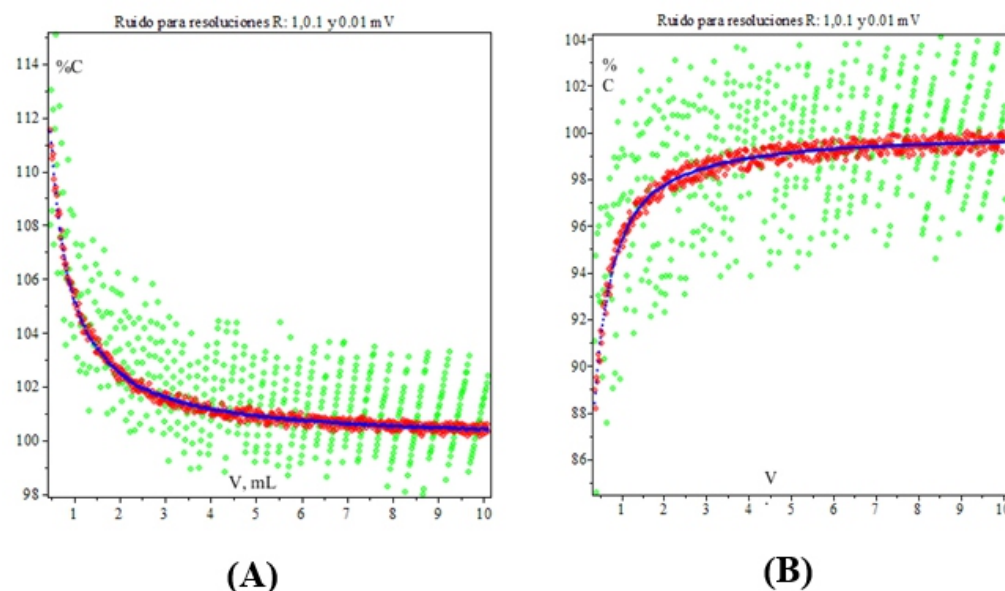 Ruido para resoluciones R: 1,0.1 y 0.01 mV
114
112
110
108
106
104
102
100
98
%C
V, mL
1 2 3 4 5 6 7 8 9 10
(A)
Ruido para resoluciones R: 1,0.1 y 0.01 mV
104
102
100
98
96
94
92
90
88
86
%
C
V
1 2 3 4 5 6 7 8 9 10
(B)